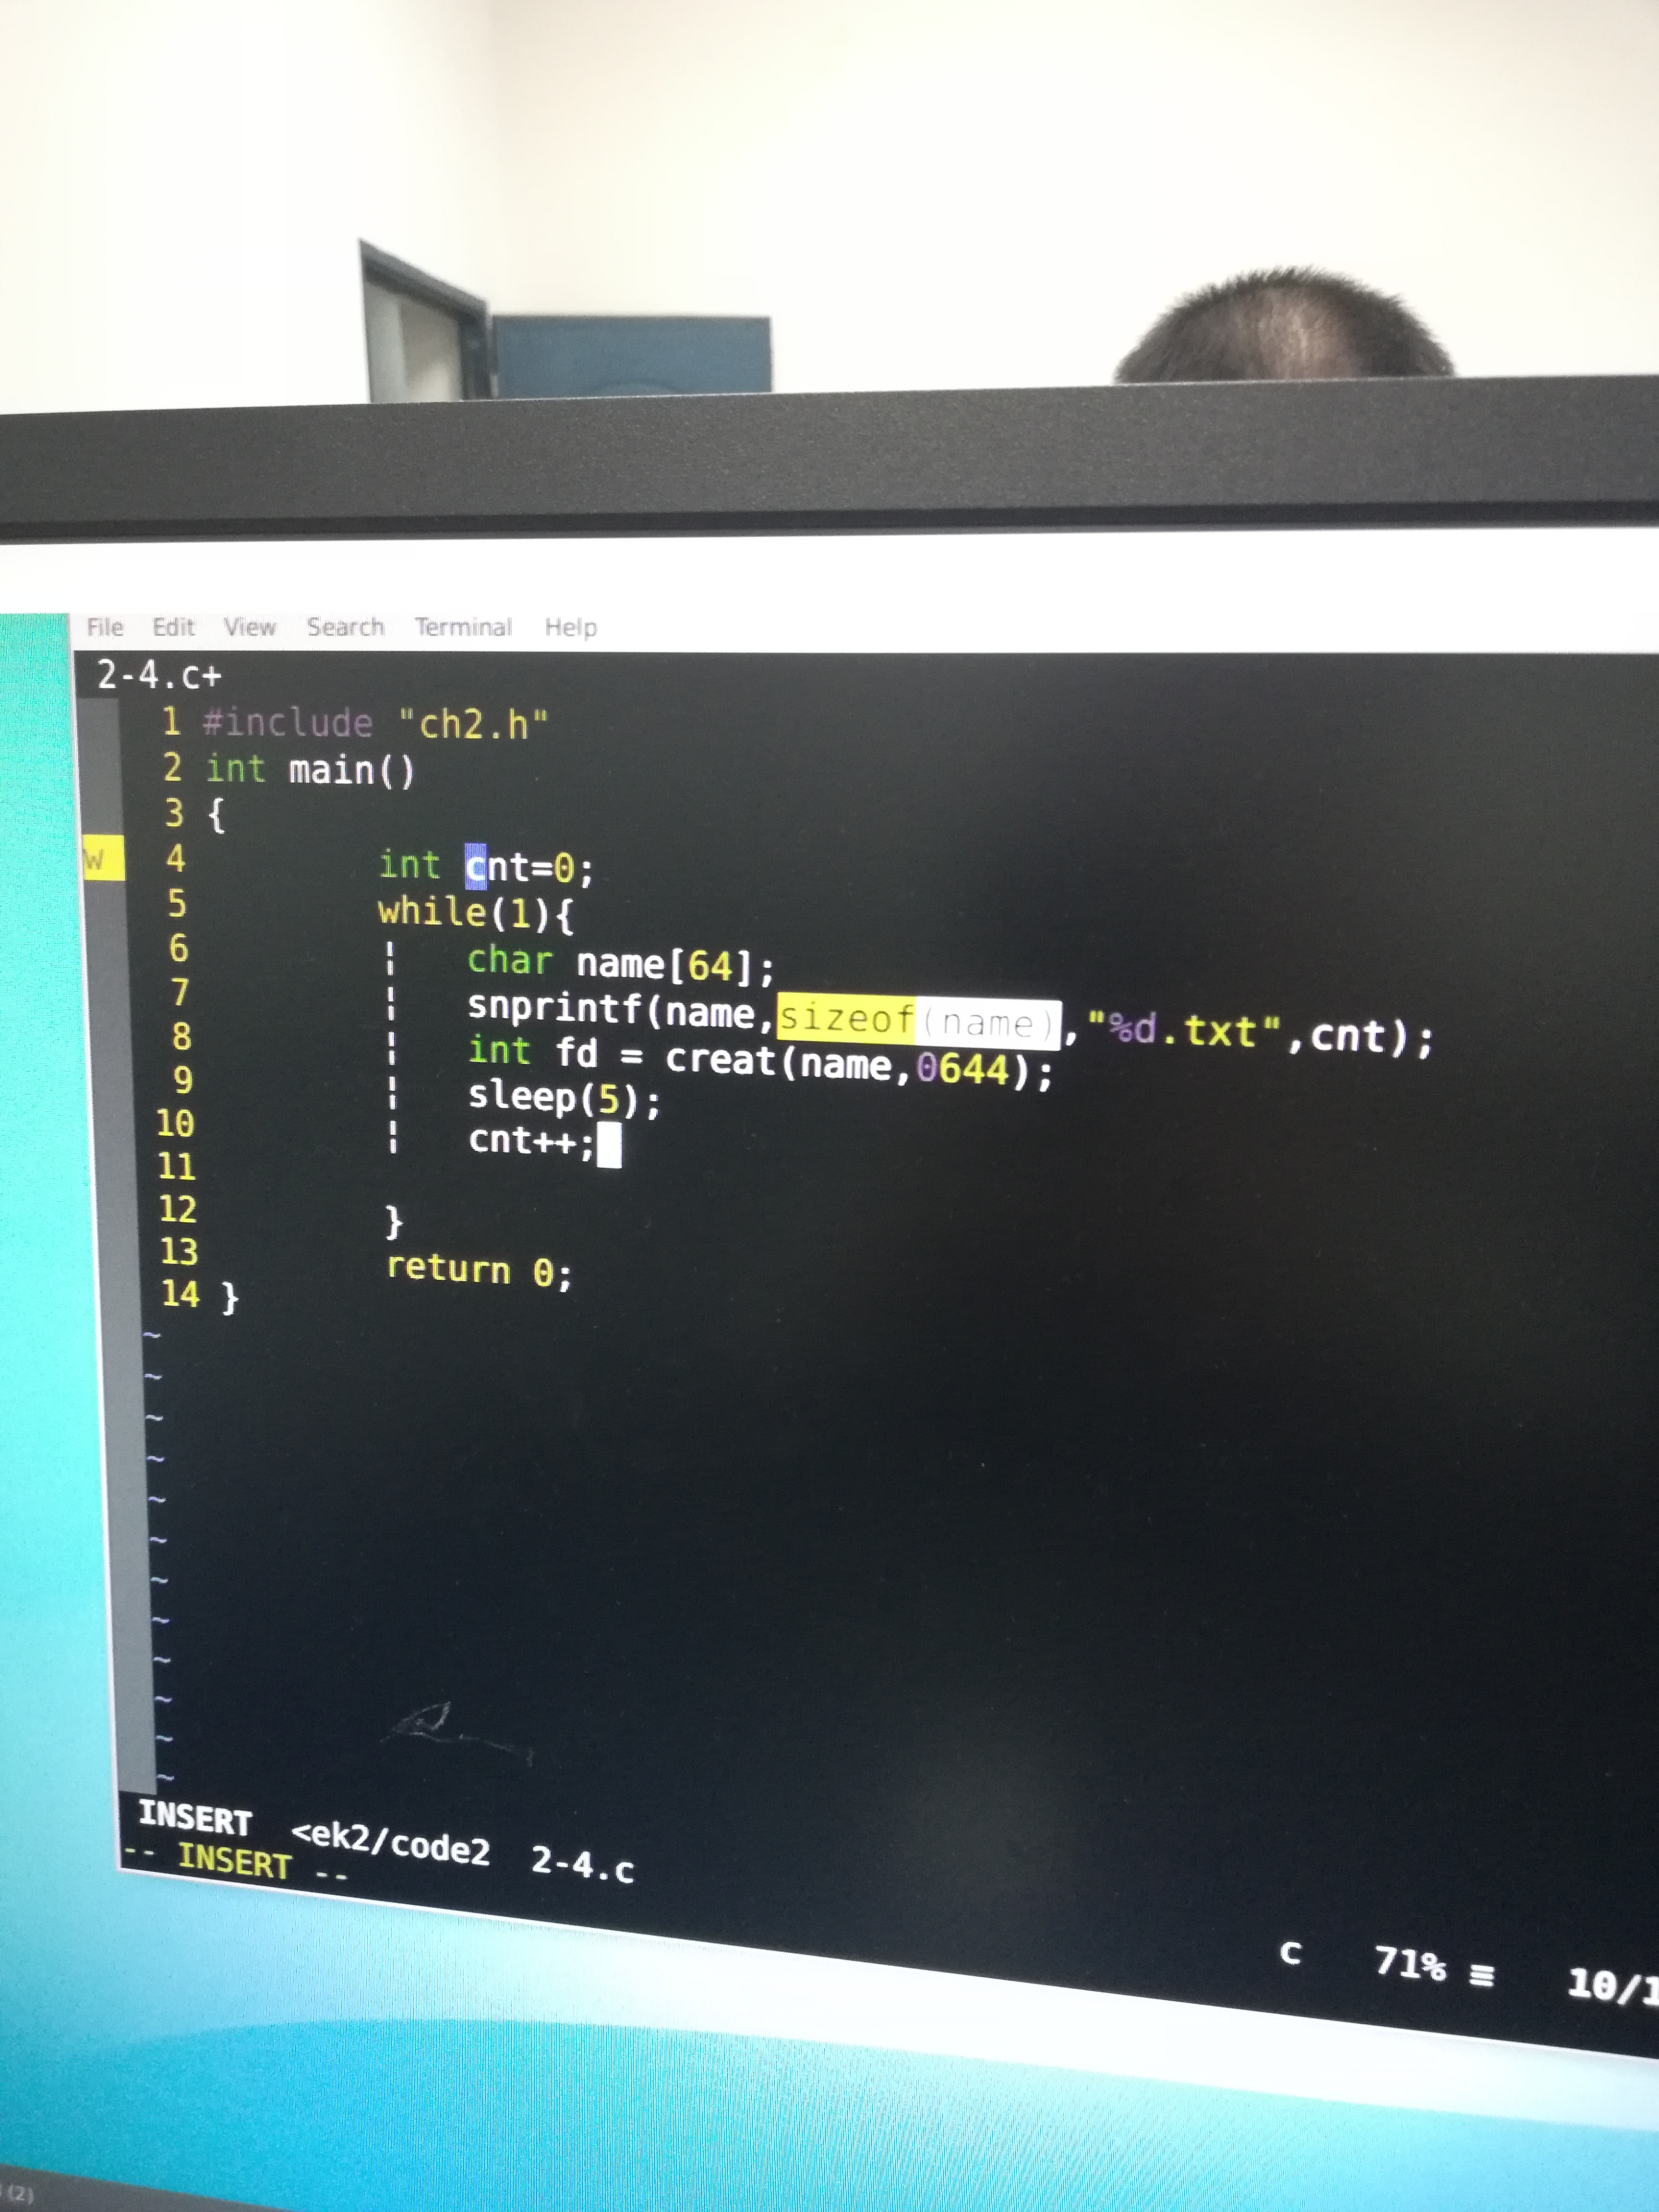 File Edit View Search Terminal Help
2-4.c+
1 #include "ch2.h"
2 int main()
3 {
W 4 int cnt=0;
5 while(1){
6 ¦ char name[64];
7 ¦ snprintf(name,sizeof(name),"%d.txt",cnt);
8 ¦ int fd = creat(name,0644);
9 ¦ sleep(5);
10 ¦ cnt++;
11
12 }
13 return 0;
14 }
~
~
~
~
~
~
~
~
~
~
~
~
INSERT <ek2/code2 2-4.c c 71% ≡ 10/1
-- INSERT --
(2)